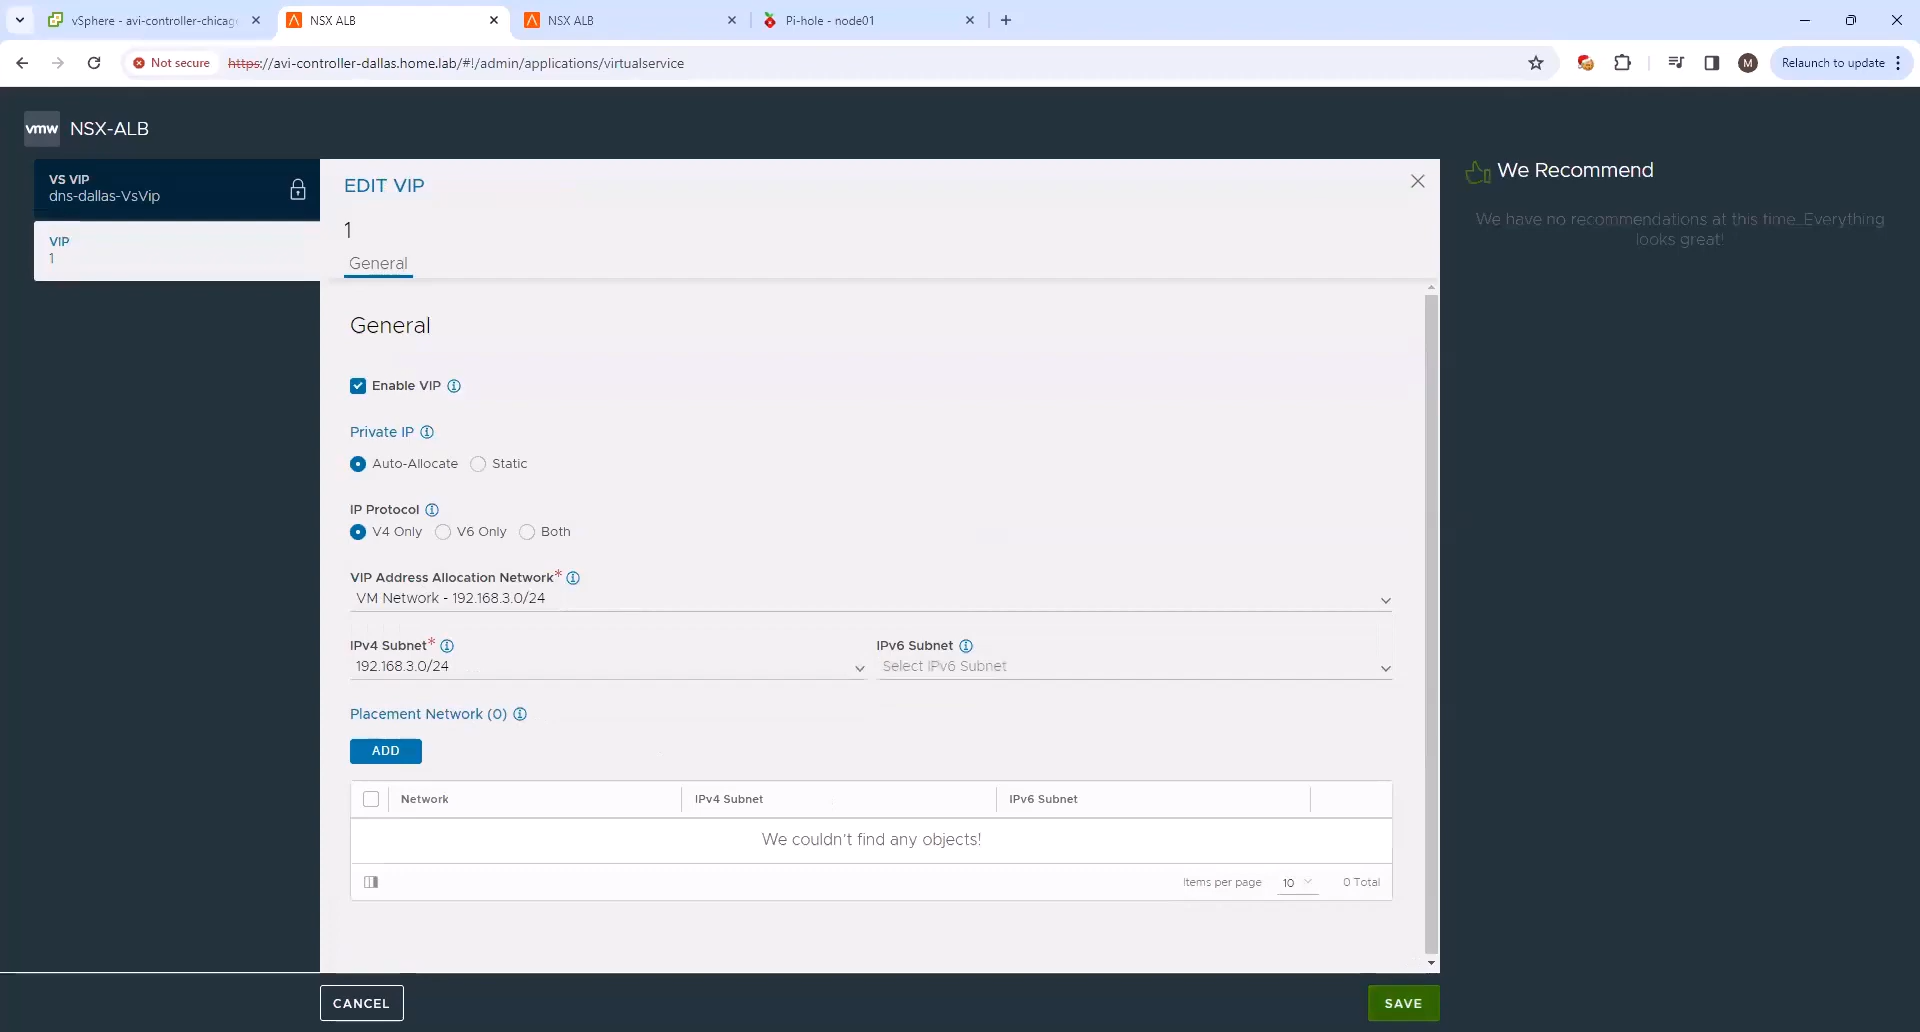 vSphere - avi-controller-chicag
NSX ALB
NSX ALB
Pi-hole - node01
Not secure
https://avi-controller-dallas.home.lab/#!/admin/applications/virtualservice
M
Relaunch to update
vmw NSX-ALB
VS VIP
dns-dallas-VsVip
VIP
1
EDIT VIP
1
General
General
Enable VIP
Private IP
Auto-Allocate Static
IP Protocol
V4 Only V6 Only Both
VIP Address Allocation Network*
VM Network - 192.168.3.0/24
IPv4 Subnet* IPv6 Subnet
192.168.3.0/24 Select IPv6 Subnet
Placement Network (0)
ADD
Network IPv4 Subnet IPv6 Subnet
We couldn't find any objects!
Items per page 10 0 Total
CANCEL SAVE
We Recommend
We have no recommendations at this time...Everything
looks great!